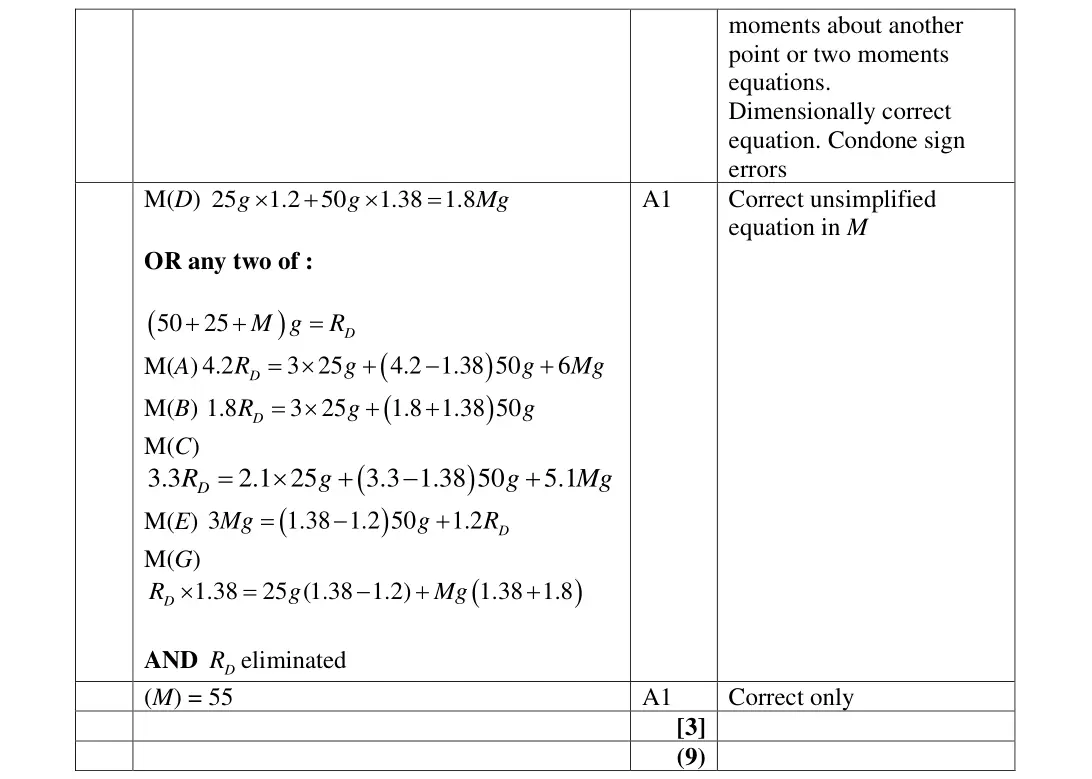 moments about another
point or two moments
equations.
Dimensionally correct
equation. Condone sign
errors
M(D) 25g ×1.2 + 50g ×1.38 = 1.8Mg
A1
Correct unsimplified
equation in M
OR any two of :
(50 + 25 + M) g = R_D
M(A) 4.2R_D = 3×25g + (4.2 − 1.38)50g + 6Mg
M(B) 1.8R_D = 3×25g + (1.8 + 1.38)50g
M(C)
3.3R_D = 2.1×25g + (3.3 − 1.38)50g + 5.1Mg
M(E) 3Mg = (1.38 − 1.2)50g + 1.2R_D
M(G)
R_D ×1.38 = 25g(1.38 − 1.2) + Mg(1.38 + 1.8)
AND R_D eliminated
(M) = 55
A1
Correct only
[3]
(9)